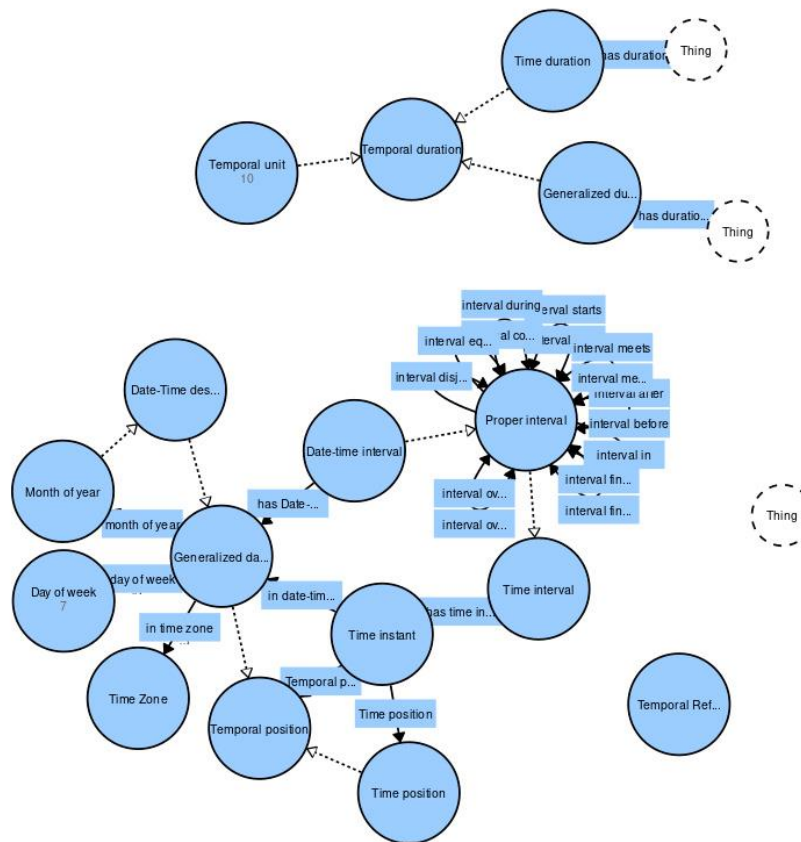 Time duration
has duration
Thing
Temporal unit
10
Temporal duration
Generalized du...
has duratio...
Thing
interval during
interval starts
interval eq...
al co...
interval
interval meets
interval disj...
interval me...
interval after
Date-Time des...
Proper interval
interval before
Date-time interval
interval in
Month of year
interval ov...
interval fin...
has Date-...
interval ov...
interval fin...
Thing
month of year
Generalized da...
Day of week
7
day of week
in date-tim...
Time interval
has time in...
in time zone
...
Time instant
Temporal p...
Time Zone
Temporal position
Time position
Temporal Ref...
Time position